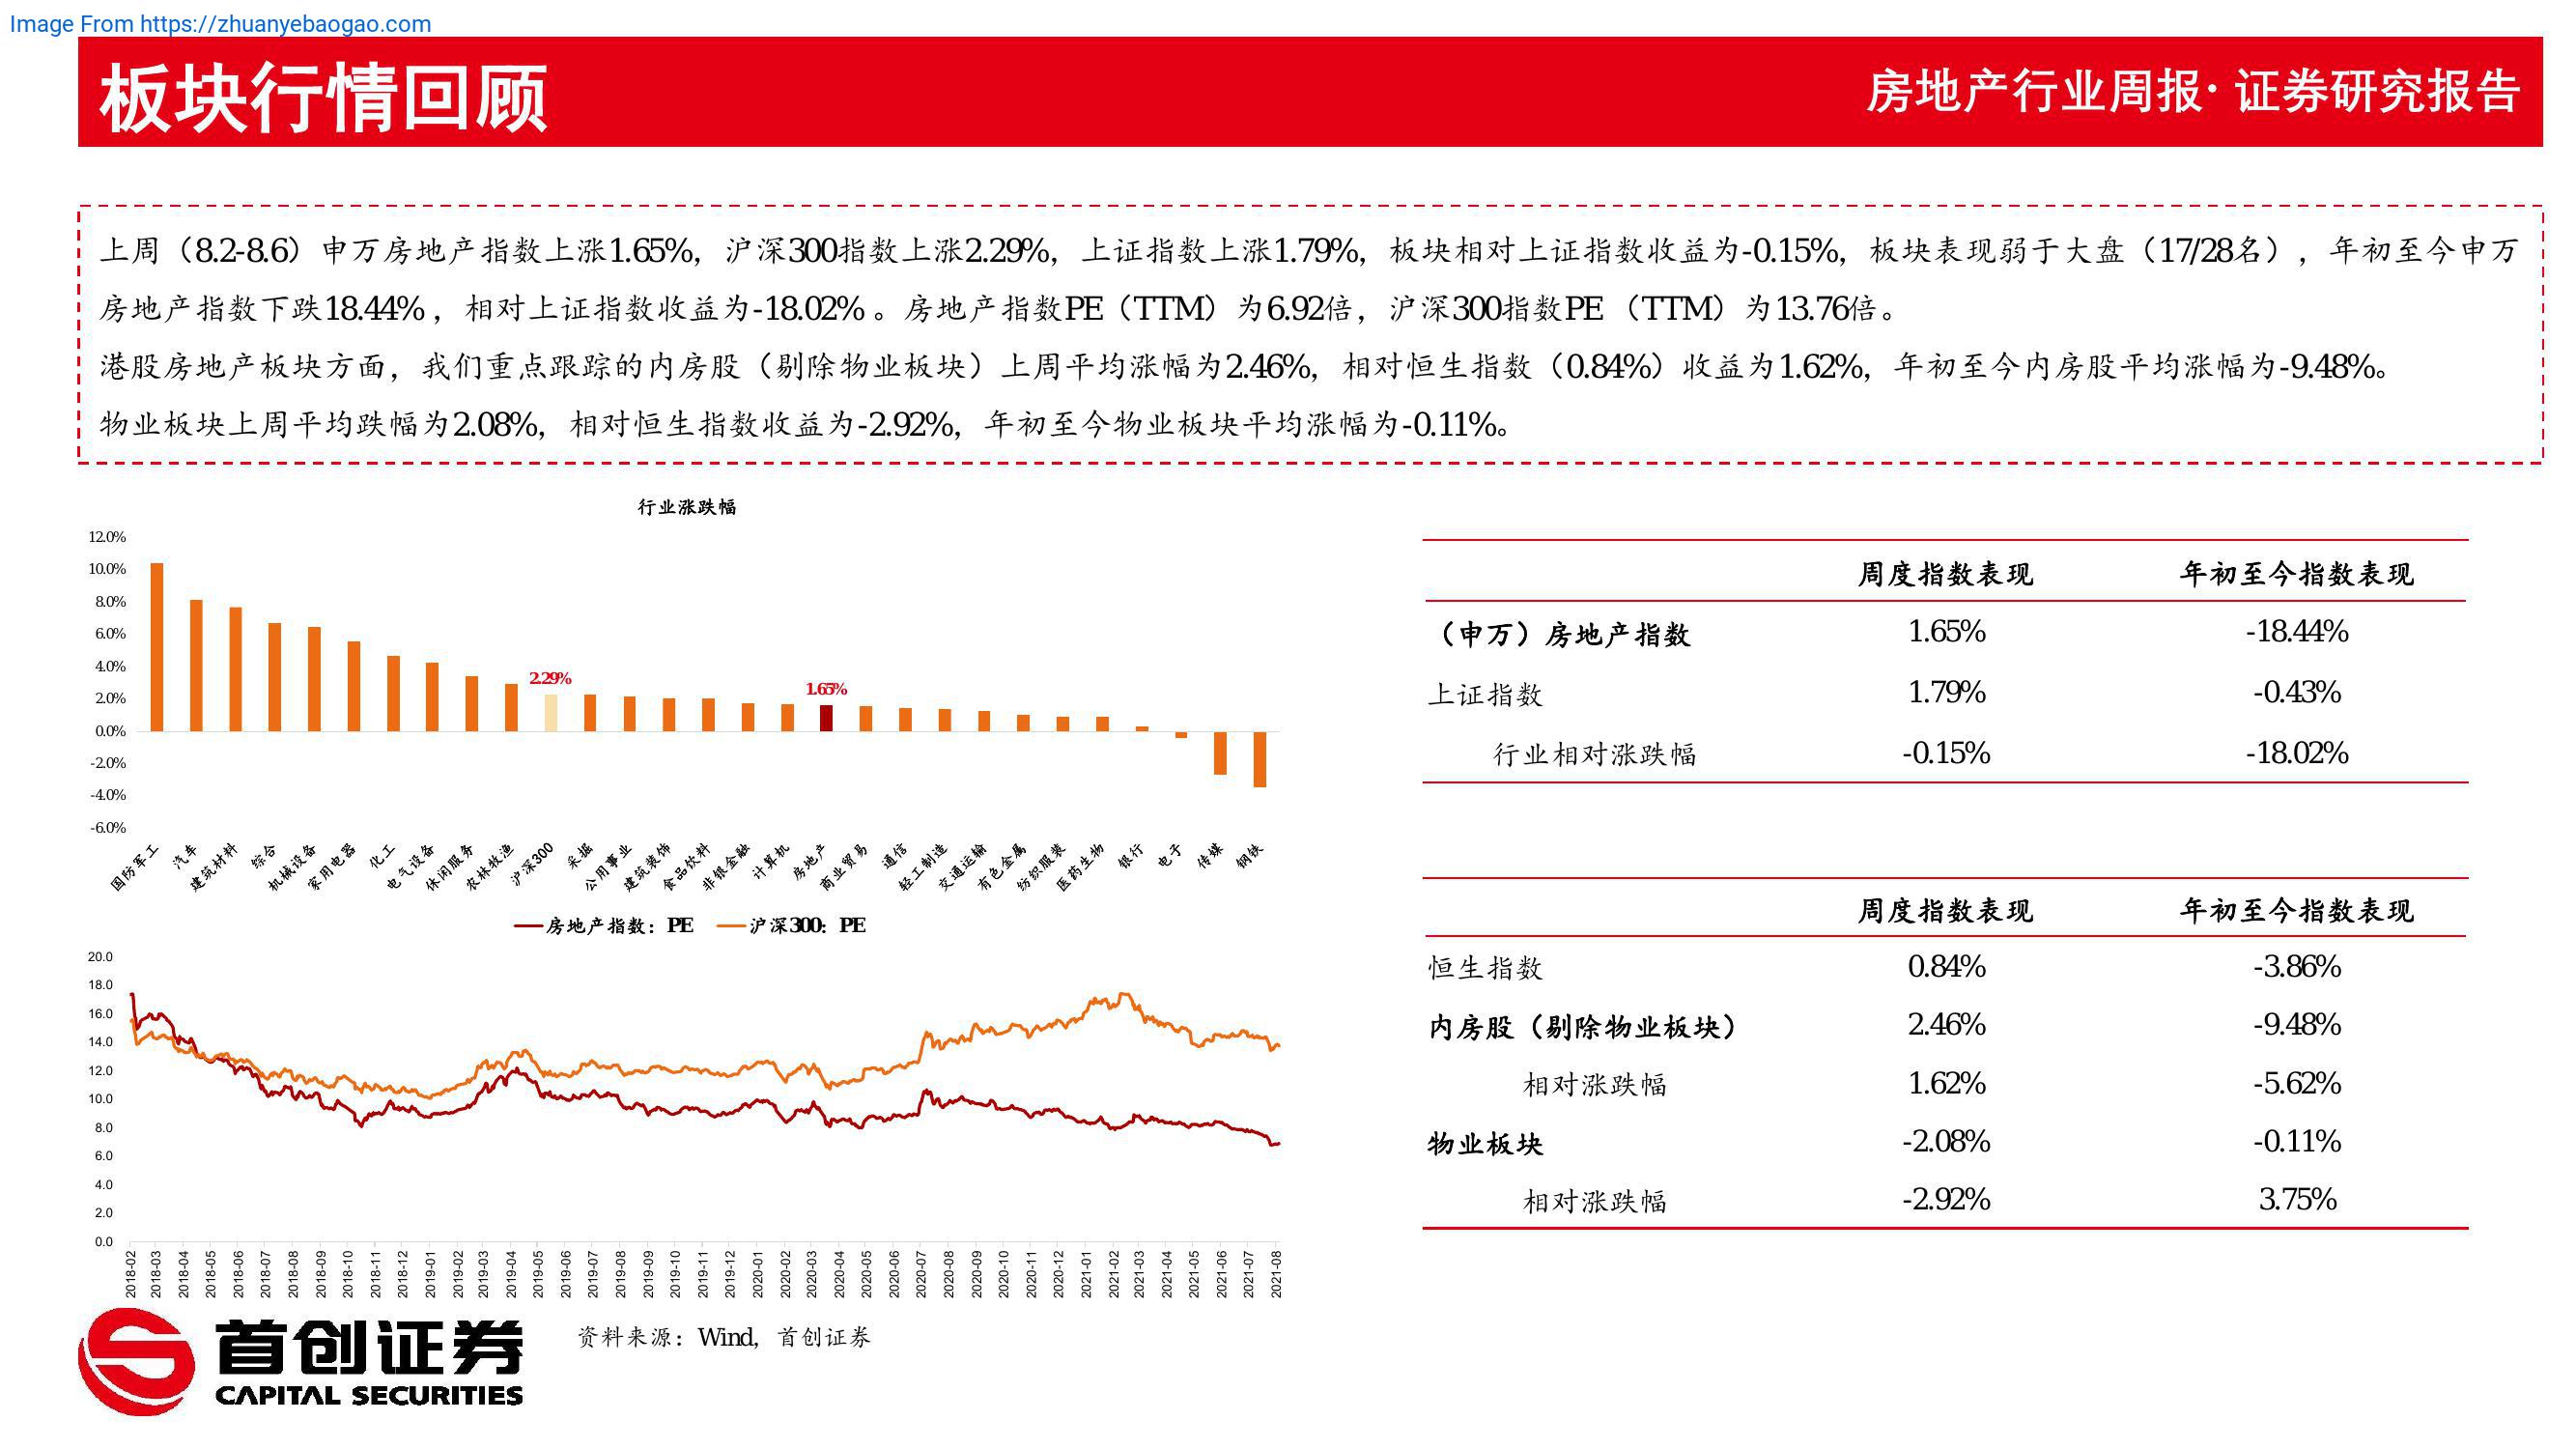 Image From https://zhuanyebaogao.com
板块行情回顾
房地产行业周报· 证券研究报告
上周（8.2-8.6）申万房地产指数上涨1.65%，沪深300指数上涨2.29%，上证指数上涨1.79%，板块相对上证指数收益为-0.15%，板块表现弱于大盘（17/28名），年初至今申万
房地产指数下跌18.44% ，相对上证指数收益为-18.02% 。房地产指数PE（TTM）为6.92倍，沪深300指数PE （TTM）为13.76倍。
港股房地产板块方面，我们重点跟踪的内房股（剔除物业板块）上周平均涨幅为2.46%，相对恒生指数（0.84%）收益为1.62%，年初至今内房股平均涨幅为-9.48%。
物业板块上周平均跌幅为2.08%，相对恒生指数收益为-2.92%，年初至今物业板块平均涨幅为-0.11%。
行业涨跌幅
12.0%
10.0%
8.0%
6.0%
4.0%
2.0%
0.0%
-2.0%
-4.0%
-6.0%
2.29%
1.65%
国防军工
汽车
建筑材料
综合
机械设备
家用电器
化工
电气设备
休闲服务
农林牧渔
沪深300
采掘
公用事业
建筑装饰
食品饮料
非银金融
计算机
房地产
商业贸易
通信
轻工制造
交通运输
有色金属
纺织服装
医药生物
银行
电子
传媒
钢铁
房地产指数：PE
沪深300：PE
20.0
18.0
16.0
14.0
12.0
10.0
8.0
6.0
4.0
2.0
0.0
2018-02
2018-03
2018-04
2018-05
2018-06
2018-07
2018-08
2018-09
2018-10
2018-11
2018-12
2019-01
2019-02
2019-03
2019-04
2019-05
2019-06
2019-07
2019-08
2019-09
2019-10
2019-11
2019-12
2020-01
2020-02
2020-03
2020-04
2020-05
2020-06
2020-07
2020-08
2020-09
2020-10
2020-11
2020-12
2021-01
2021-02
2021-03
2021-04
2021-05
2021-06
2021-07
2021-08
周度指数表现 年初至今指数表现
（申万）房地产指数 1.65% -18.44%
上证指数 1.79% -0.43%
行业相对涨跌幅 -0.15% -18.02%
周度指数表现 年初至今指数表现
恒生指数 0.84% -3.86%
内房股（剔除物业板块） 2.46% -9.48%
相对涨跌幅 1.62% -5.62%
物业板块 -2.08% -0.11%
相对涨跌幅 -2.92% 3.75%
首创证券
CAPITAL SECURITIES
资料来源：Wind，首创证券